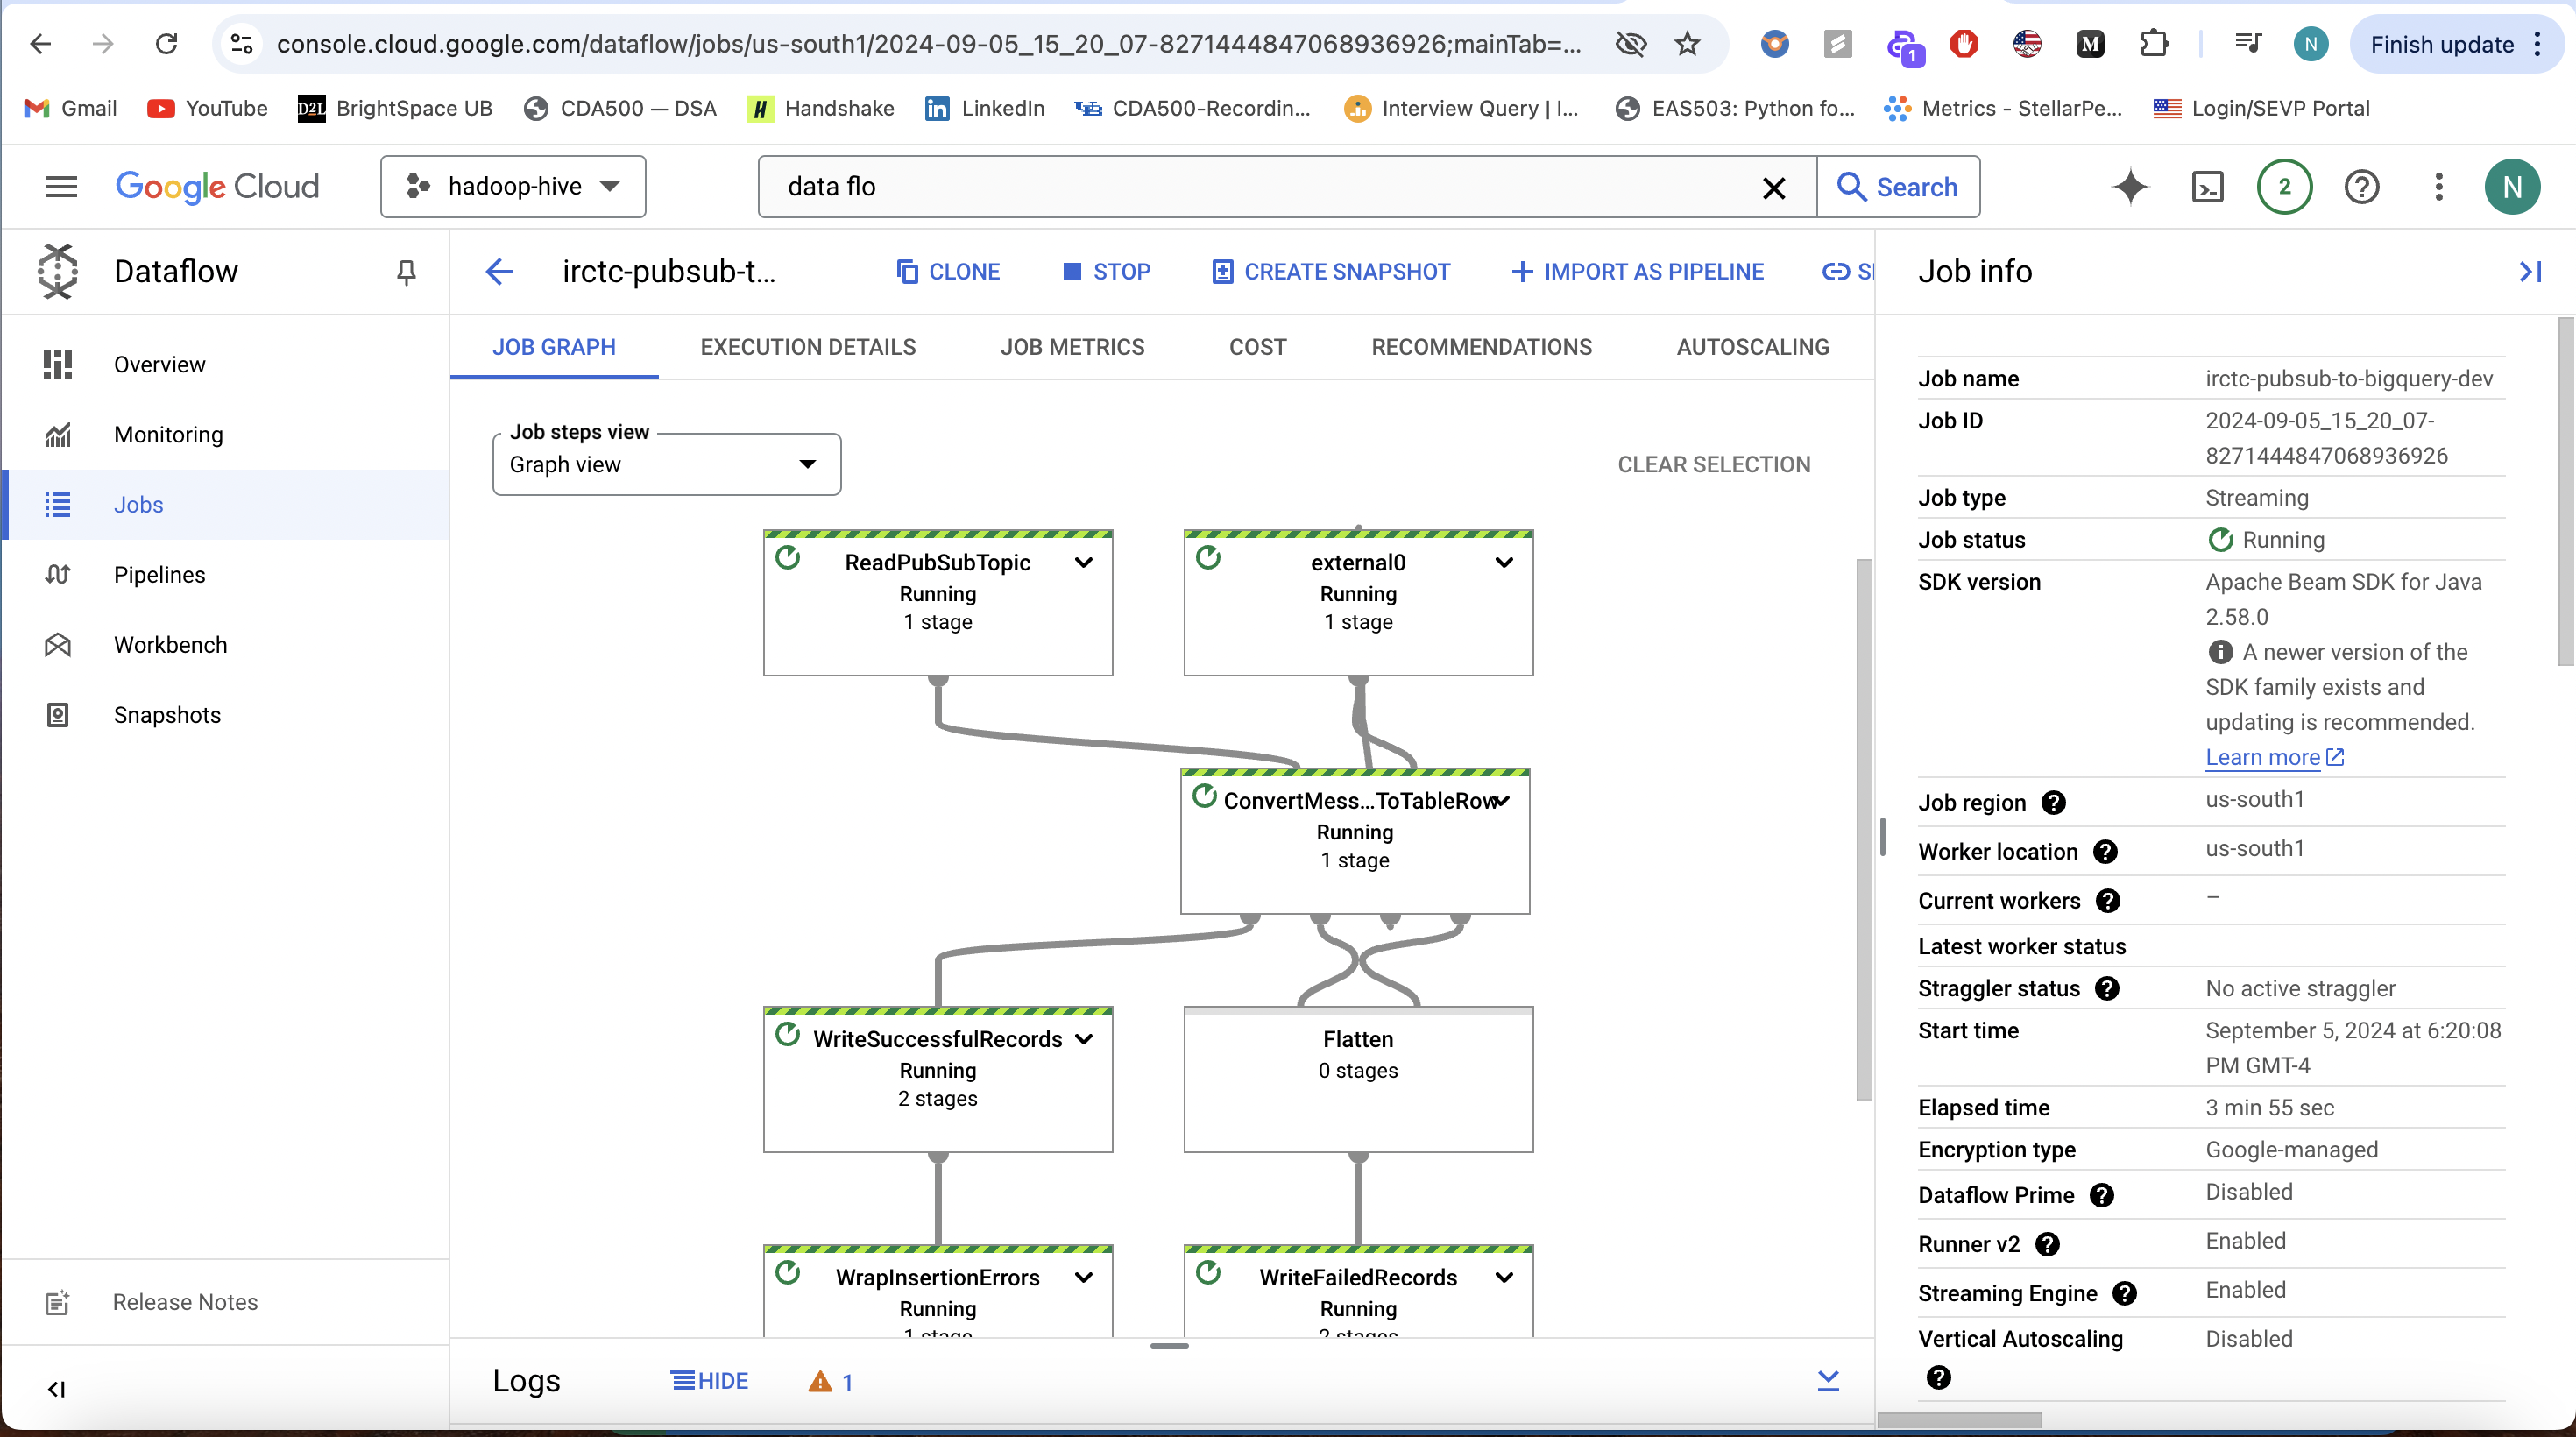 console.cloud.google.com/dataflow/jobs/us-south1/2024-09-05_15_20_07-8271444847068936926;mainTab=...
1
M
N
Finish update
Gmail
YouTube
D2L
BrightSpace UB
CDA500 — DSA
Handshake
LinkedIn
CDA500-Recordin...
Interview Query | I...
EAS503: Python fo...
Metrics - StellarPe...
Login/SEVP Portal
Google Cloud
hadoop-hive
data flo
Search
2
N
Dataflow
Overview
Monitoring
Jobs
Pipelines
Workbench
Snapshots
Release Notes
irctc-pubsub-t...
CLONE
STOP
CREATE SNAPSHOT
IMPORT AS PIPELINE
JOB GRAPH
EXECUTION DETAILS
JOB METRICS
COST
RECOMMENDATIONS
AUTOSCALING
Job steps view
Graph view
CLEAR SELECTION
ReadPubSubTopic
Running
1 stage
external0
Running
1 stage
ConvertMess...ToTableRow
Running
1 stage
WriteSuccessfulRecords
Running
2 stages
Flatten
0 stages
WrapInsertionErrors
Running
1 stage
WriteFailedRecords
Running
2 stages
Logs
HIDE
1
Job info
Job name
irctc-pubsub-to-bigquery-dev
Job ID
2024-09-05_15_20_07-
8271444847068936926
Job type
Streaming
Job status
Running
SDK version
Apache Beam SDK for Java
2.58.0
A newer version of the
SDK family exists and
updating is recommended.
Learn more
Job region
us-south1
Worker location
us-south1
Current workers
–
Latest worker status
Straggler status
No active straggler
Start time
September 5, 2024 at 6:20:08
PM GMT-4
Elapsed time
3 min 55 sec
Encryption type
Google-managed
Dataflow Prime
Disabled
Runner v2
Enabled
Streaming Engine
Enabled
Vertical Autoscaling
Disabled